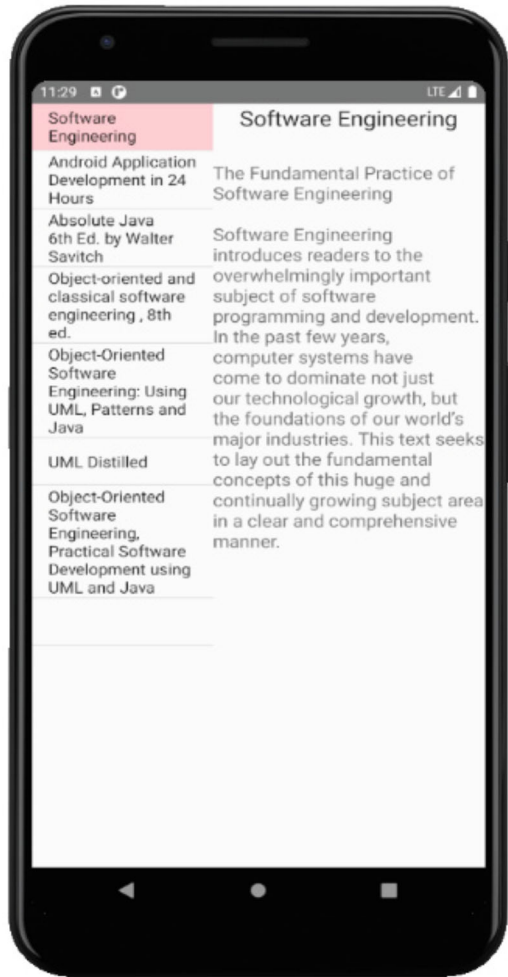 11:29
LTE
Software
Engineering
Android Application
Development in 24
Hours
Absolute Java
6th Ed. by Walter
Savitch
Object-oriented and
classical software
engineering , 8th
ed.
Object-Oriented
Software
Engineering: Using
UML, Patterns and
Java
UML Distilled
Object-Oriented
Software
Engineering,
Practical Software
Development using
UML and Java
Software Engineering
The Fundamental Practice of
Software Engineering
Software Engineering
introduces readers to the
overwhelmingly important
subject of software
programming and development.
In the past few years,
computer systems have
come to dominate not just
our technological growth, but
the foundations of our world's
major industries. This text seeks
to lay out the fundamental
concepts of this huge and
continually growing subject area
in a clear and comprehensive
manner.